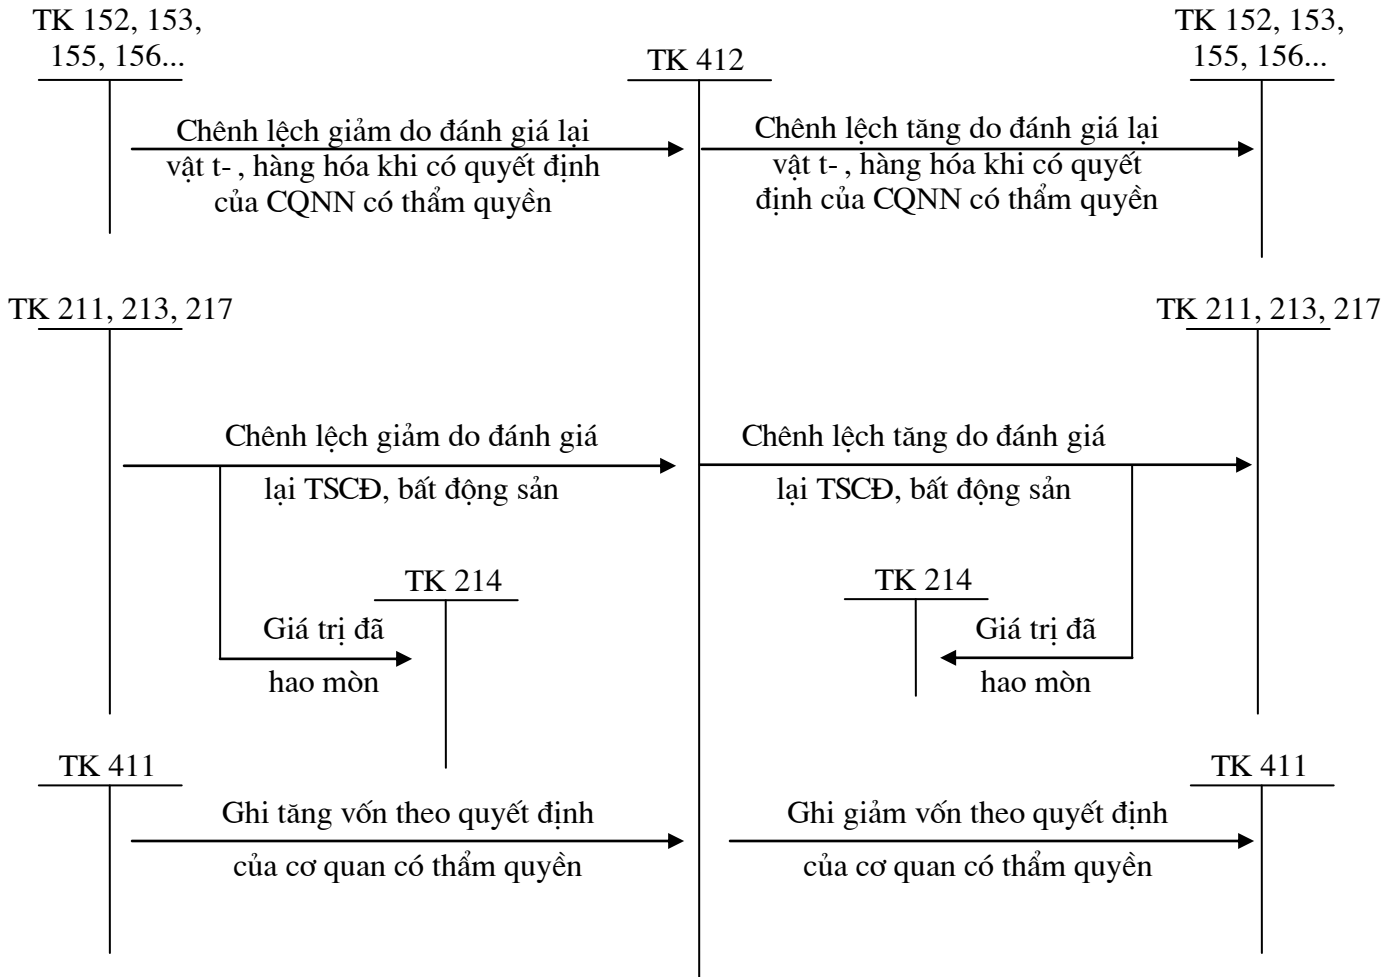 TK 152, 153,
155, 156...
TK 412
TK 152, 153,
155, 156...
Chênh lệch giảm do đánh giá lại
vật t- , hàng hóa khi có quyết định
của CQNN có thẩm quyền
Chênh lệch tăng do đánh giá lại
vật t- , hàng hóa khi có quyết
định của CQNN có thẩm quyền
TK 211, 213, 217
TK 211, 213, 217
Chênh lệch giảm do đánh giá
lại TSCĐ, bất động sản
Chênh lệch tăng do đánh giá
lại TSCĐ, bất động sản
TK 214
Giá trị đã
hao mòn
TK 214
Giá trị đã
hao mòn
TK 411
TK 411
Ghi tăng vốn theo quyết định
của cơ quan có thẩm quyền
Ghi giảm vốn theo quyết định
của cơ quan có thẩm quyền